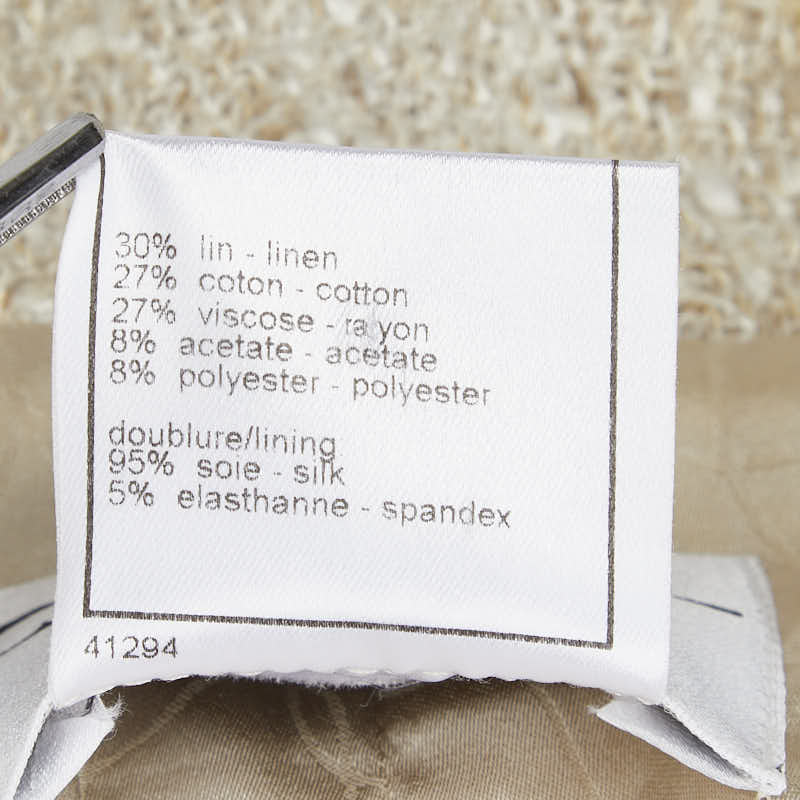 30% lin - linen
27% coton - cotton
27% viscose - rayon
8% acetate - acetate
8% polyester - polyester
doublure/lining
95% soie - silk
5% elasthanne - spandex
41294